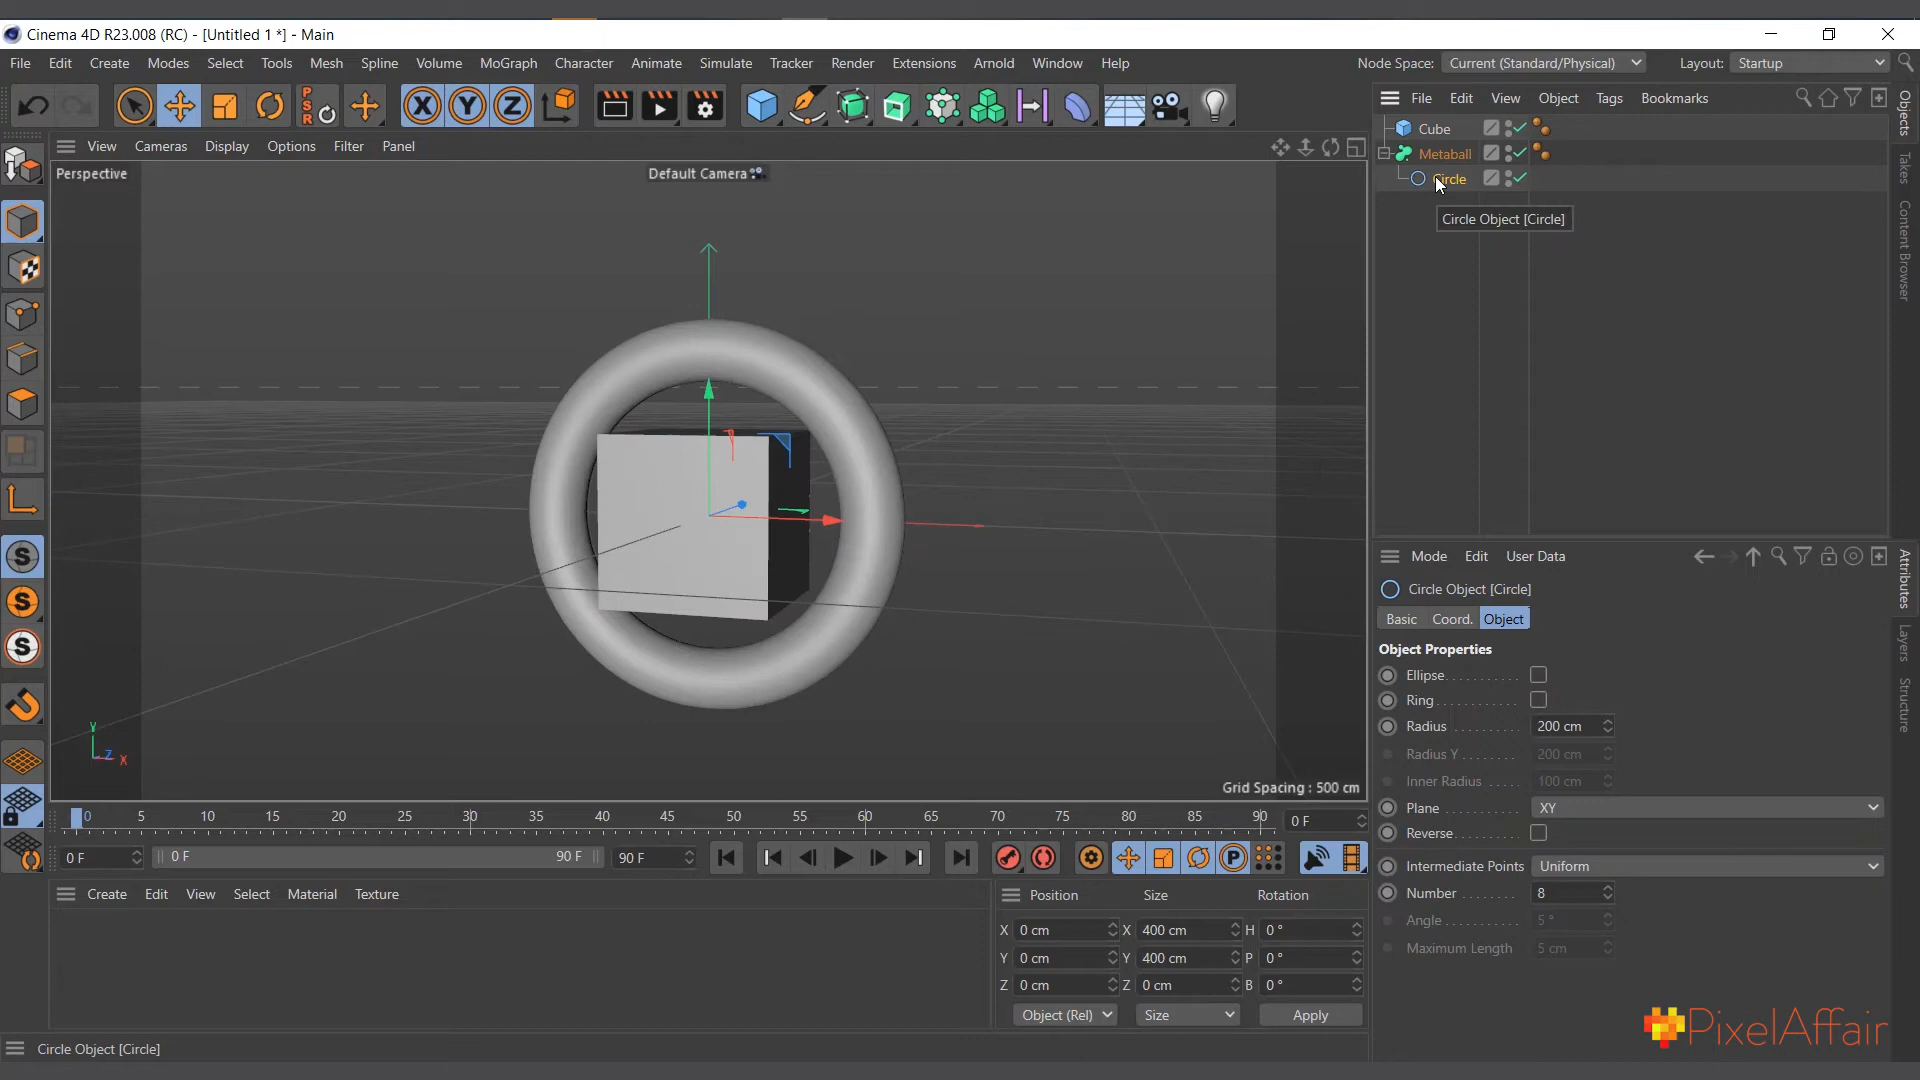 Cinema 4D R23.008 (RC) - [Untitled 1 *] - Main
File Edit Create Modes Select Tools Mesh Spline Volume MoGraph Character Animate Simulate Tracker Render Extensions Arnold Window Help Node Space: Current (Standard/Physical) Layout: Startup
File Edit View Object Tags Bookmarks
X Y Z
PSR
View Cameras Display Options Filter Panel
Perspective
Default Camera
Cube
Metaball
Circle
Circle Object [Circle]
Objects
Takes
Content Browser
Mode Edit User Data
Circle Object [Circle]
Basic Coord. Object
Object Properties
Ellipse
Ring
Radius 200 cm
Radius Y 200 cm
Inner Radius 100 cm
Plane XY
Reverse
Intermediate Points Uniform
Number 8
Angle 5 °
Maximum Length 5 cm
Attributes
Layers
Structure
S
S
S
Y
Z X
Grid Spacing : 500 cm
0 5 10 15 20 25 30 35 40 45 50 55 60 65 70 75 80 85 90 0 F
0 F 0 F 90 F 90 F
P
Create Edit View Select Material Texture
Position Size Rotation
X 0 cm X 400 cm H 0 °
Y 0 cm Y 400 cm P 0 °
Z 0 cm Z 0 cm B 0 °
Object (Rel) Size Apply
Circle Object [Circle]
PixelAffair